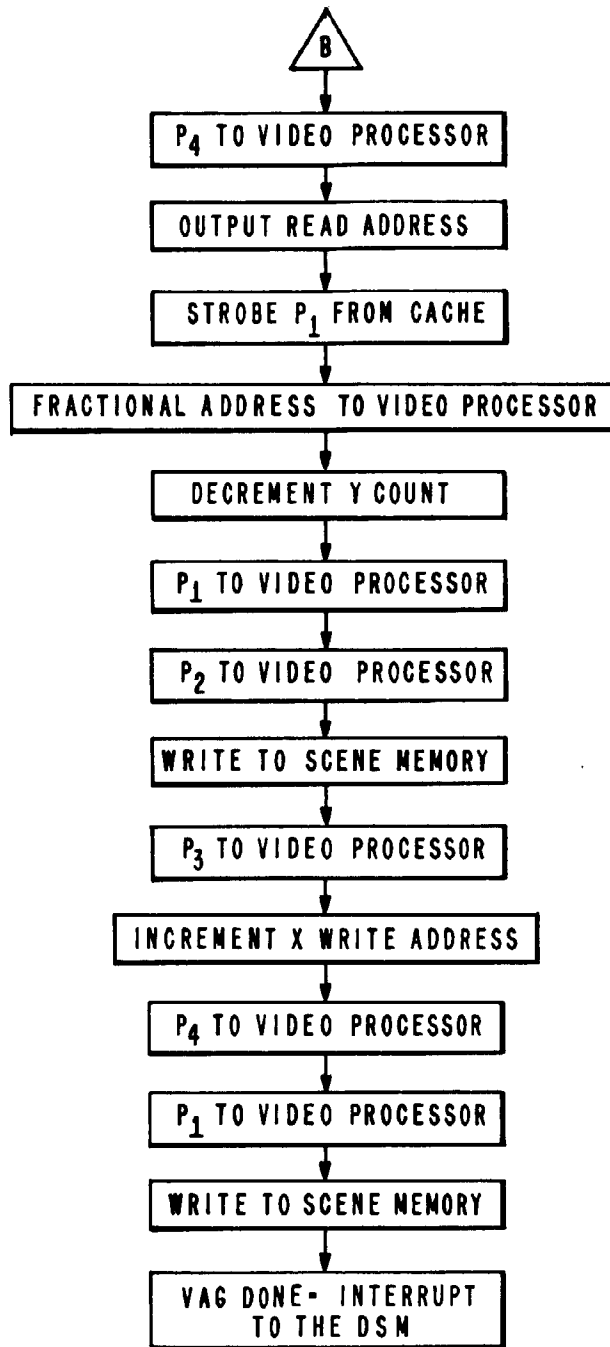 B
P₄ TO VIDEO PROCESSOR
OUTPUT READ ADDRESS
STROBE P₁ FROM CACHE
FRACTIONAL ADDRESS TO VIDEO PROCESSOR
DECREMENT Y COUNT
P₁ TO VIDEO PROCESSOR
P₂ TO VIDEO PROCESSOR
WRITE TO SCENE MEMORY
P₃ TO VIDEO PROCESSOR
INCREMENT X WRITE ADDRESS
P₄ TO VIDEO PROCESSOR
P₁ TO VIDEO PROCESSOR
WRITE TO SCENE MEMORY
VAG DONE- INTERRUPT
TO THE DSM